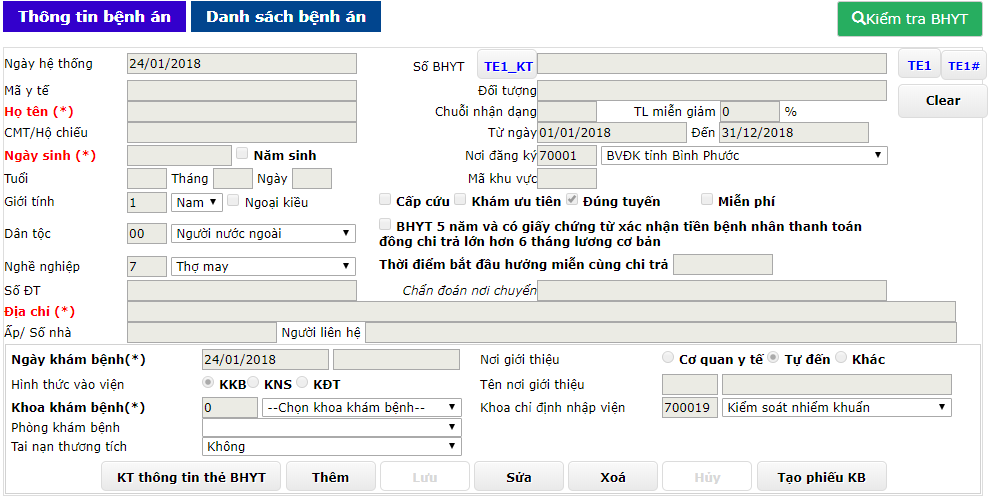 Thông tin bệnh án Danh sách bệnh án Kiểm tra BHYT
Ngày hệ thống 24/01/2018 Số BHYT TE1_KT TE1 TE1#
Mã y tế Đối tượng Clear
Họ tên (*) Chuỗi nhận dạng TL miễn giảm 0 %
CMT/Hộ chiếu Từ ngày 01/01/2018 Đến 31/12/2018
Ngày sinh (*) Năm sinh Nơi đăng ký 70001 BVĐK tỉnh Bình Phước
Tuổi Tháng Ngày Mã khu vực
Giới tính 1 Nam Ngoại kiều Cấp cứu Khám ưu tiên Đúng tuyến Miễn phí
Dân tộc 00 Người nước ngoài BHYT 5 năm và có giấy chứng từ xác nhận tiền bệnh nhân thanh toán
đồng chi trả lớn hơn 6 tháng lương cơ bản
Nghề nghiệp 7 Thợ may Thời điểm bắt đầu hưởng miễn cùng chi trả
Số ĐT Chẩn đoán nơi chuyển
Địa chỉ (*)
Ấp/ Số nhà Người liên hệ
Ngày khám bệnh(*) 24/01/2018 Nơi giới thiệu Cơ quan y tế Tự đến Khác
Hình thức vào viện KKB KNS KĐT Tên nơi giới thiệu
Khoa khám bệnh(*) 0 --Chọn khoa khám bệnh-- Khoa chỉ định nhập viện 700019 Kiểm soát nhiễm khuẩn
Phòng khám bệnh
Tai nạn thương tích Không
KT thông tin thẻ BHYT Thêm Lưu Sửa Xoá Hủy Tạo phiếu KB